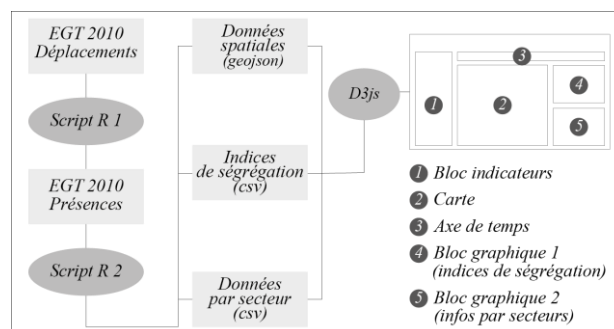 EGT 2010
Déplacements
Script R 1
EGT 2010
Présences
Script R 2
Données
spatiales
(geojson)
Indices
de ségrégation
(csv)
Données
par secteur
(csv)
D3js
1
2
3
4
5
1 Bloc indicateurs
2 Carte
3 Axe de temps
4 Bloc graphique 1
(indices de ségrégation)
5 Bloc graphique 2
(infos par secteurs)